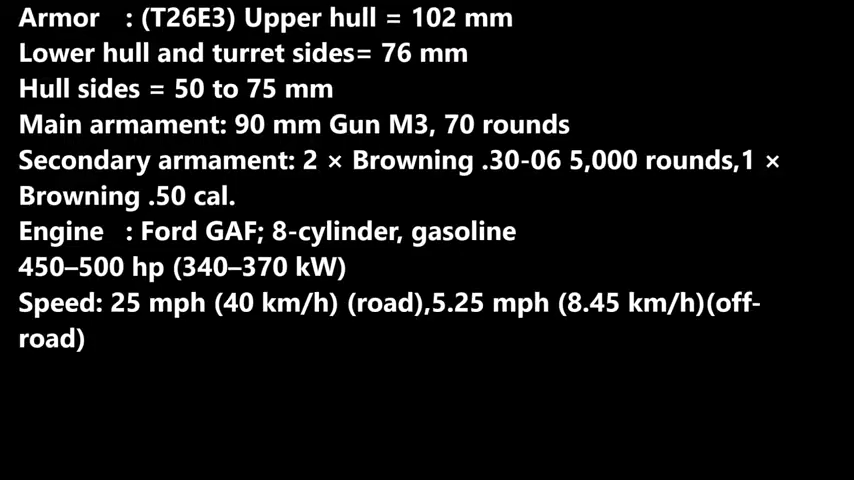 Armor : (T26E3) Upper hull = 102 mm
Lower hull and turret sides= 76 mm
Hull sides = 50 to 75 mm
Main armament: 90 mm Gun M3, 70 rounds
Secondary armament: 2 × Browning .30-06 5,000 rounds,1 ×
Browning .50 cal.
Engine : Ford GAF; 8-cylinder, gasoline
450–500 hp (340–370 kW)
Speed: 25 mph (40 km/h) (road),5.25 mph (8.45 km/h)(off-
road)